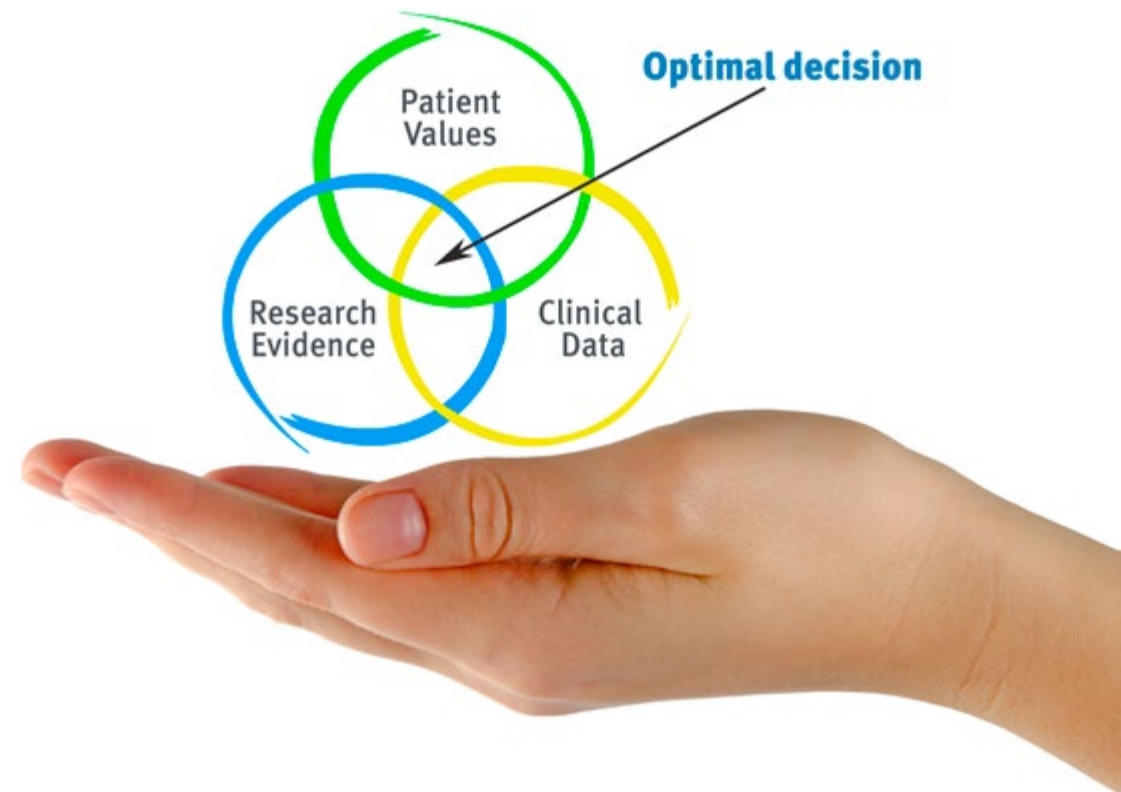 Optimal decision
Patient
Values
Research
Evidence
Clinical
Data